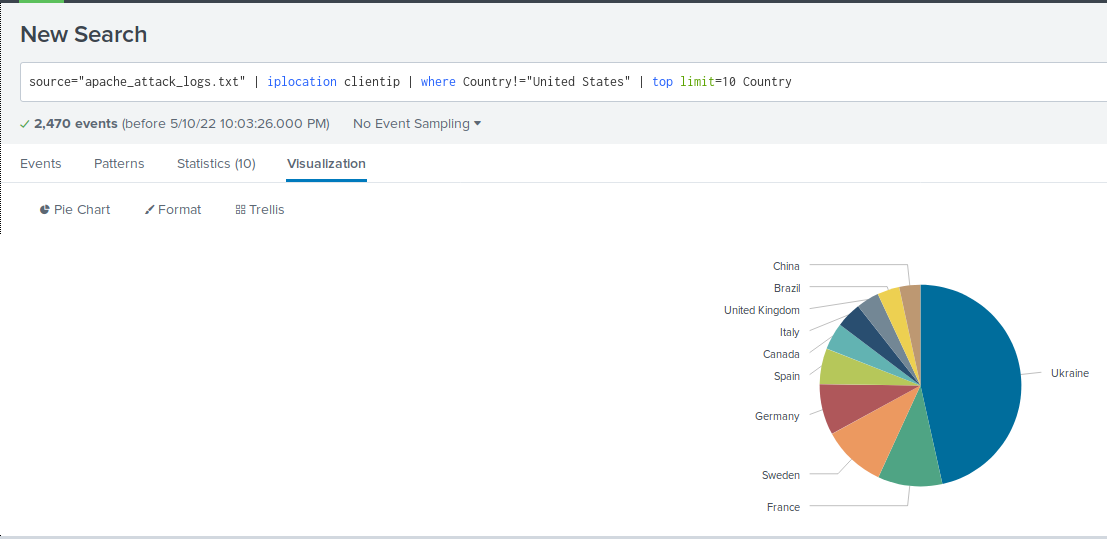 New Search
source="apache_attack_logs.txt" | iplocation clientip | where Country!="United States" | top limit=10 Country
2,470 events (before 5/10/22 10:03:26.000 PM) No Event Sampling
Events Patterns Statistics (10) Visualization
Pie Chart Format Trellis
China
Brazil
United Kingdom
Italy
Canada
Spain
Ukraine
Germany
Sweden
France